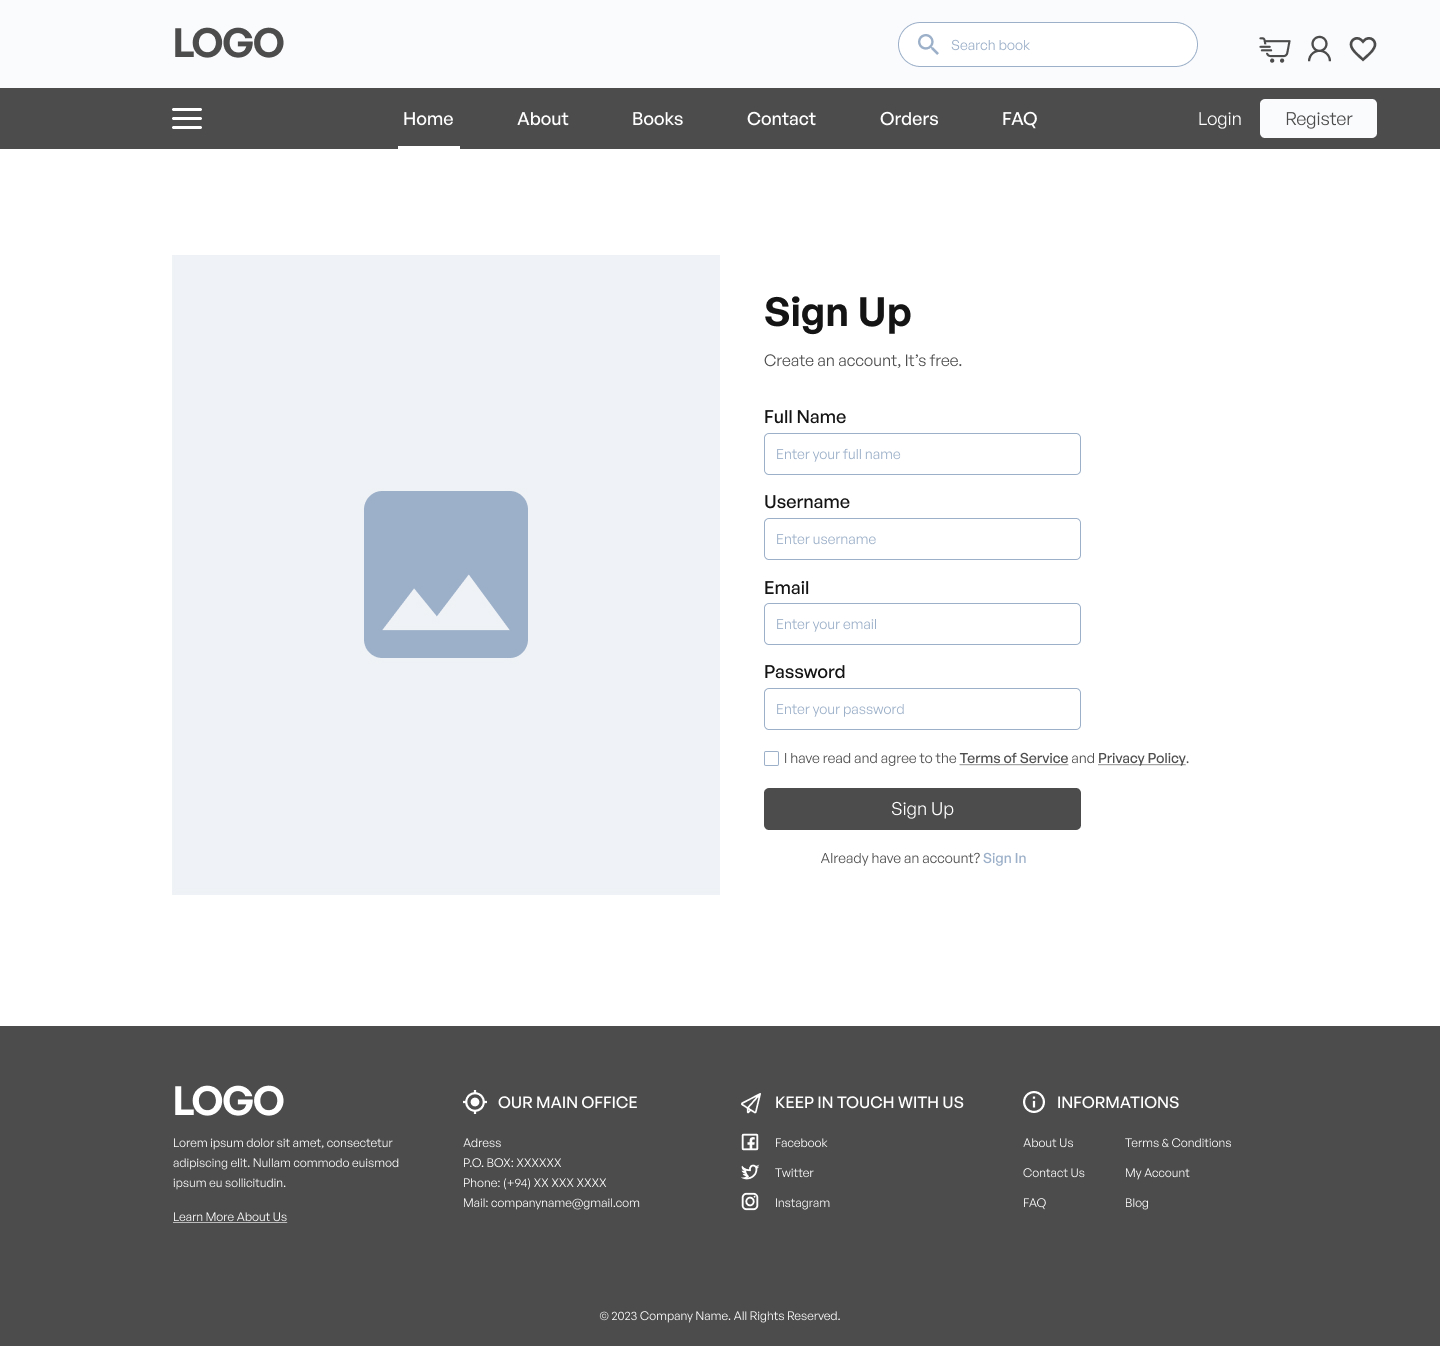 LOGO
Search book
Home
About
Books
Contact
Orders
FAQ
Login
Register
Sign Up
Create an account, It’s free.
Full Name
Enter your full name
Username
Enter username
Email
Enter your email
Password
Enter your password
I have read and agree to the Terms of Service and Privacy Policy.
Sign Up
Already have an account? Sign In
LOGO
Lorem ipsum dolor sit amet, consectetur
adipiscing elit. Nullam commodo euismod
ipsum eu sollicitudin.
Learn More About Us
OUR MAIN OFFICE
Adress
P.O. BOX: XXXXXX
Phone: (+94) XX XXX XXXX
Mail: companyname@gmail.com
KEEP IN TOUCH WITH US
Facebook
Twitter
Instagram
INFORMATIONS
About Us
Contact Us
FAQ
Terms & Conditions
My Account
Blog
© 2023 Company Name. All Rights Reserved.